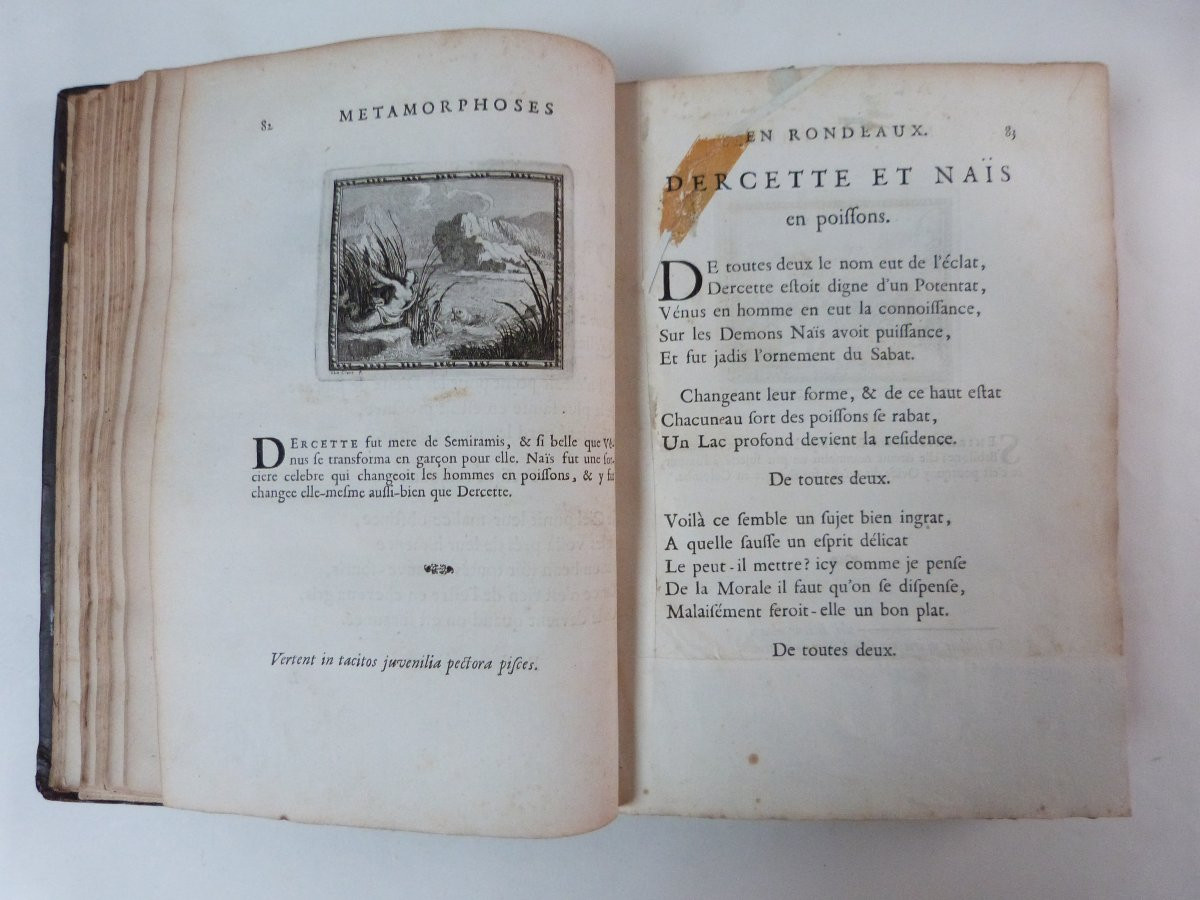 82
METAMORPHOSES
DERCETTE fut mere de Semiramis, & si belle que Vé-
nus se transforma en garçon pour elle. Naïs fut une sor-
ciere celebre qui changeoit les hommes en poissons, & y
changée elle-mesme aussi-bien que Dercette.
Vertent in tacitos juvenilia pectora pisces.
EN RONDEAUX.
83
DERCETTE ET NAÏS
en poissons.
DE toutes deux le nom eut de l'éclat,
Dercette estoit digne d'un Potentat,
Vénus en homme en eut la connoissance,
Sur les Demons Naïs avoit puissance,
Et fut jadis l'ornement du Sabat.
Changeant leur forme, & de ce haut estat
Chacune au sort des poissons se rabat,
Un Lac profond devient la residence.
De toutes deux.
Voilà ce semble un sujet bien ingrat,
A quelle sausse un esprit délicat
Le peut-il mettre? icy comme je pense
De la Morale il faut qu'on se dispense,
Malaisément feroit-elle un bon plat.
De toutes deux.